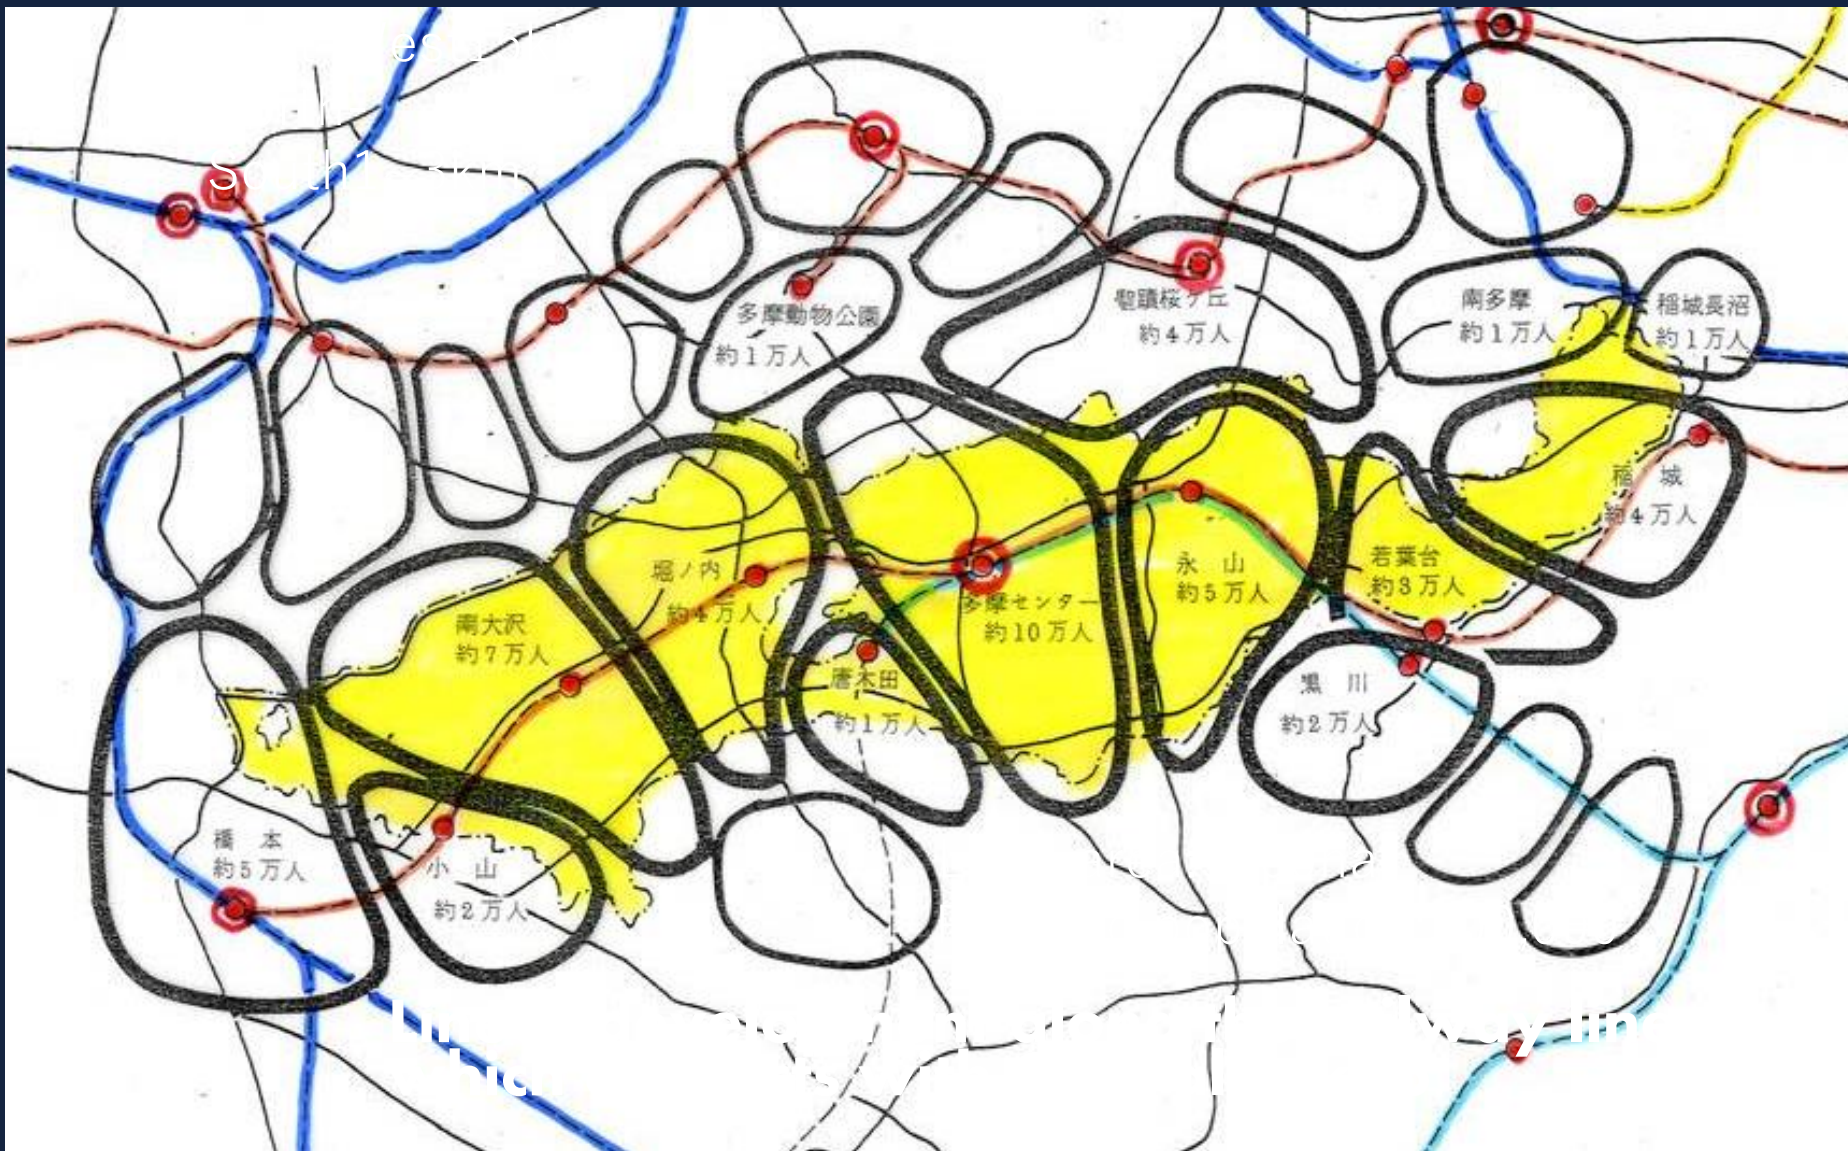 多摩動物公園
約1万人
聖蹟桜ヶ丘
約4万人
南多摩
約1万人
稲城長沼
約1万人
稲 城
約4万人
堀ノ内
約4万人
永 山
約5万人
若葉台
約3万人
南大沢
約7万人
多摩センター
約10万人
唐木田
約1万人
黒 川
約2万人
橋 本
約5万人
小 山
約2万人